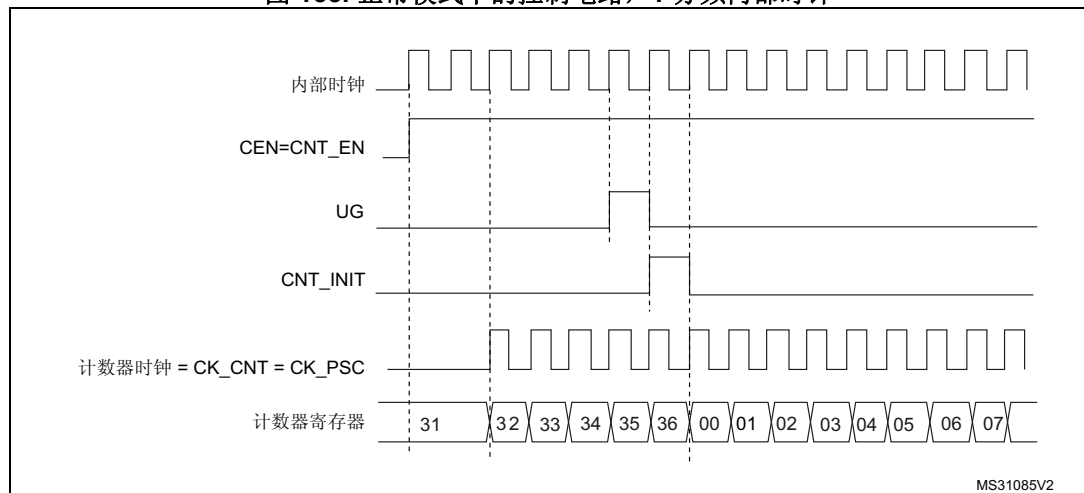 内部时钟
CEN=CNT_EN
UG
CNT_INIT
计数器时钟 = CK_CNT = CK_PSC
计数器寄存器 31 32 33 34 35 36 00 01 02 03 04 05 06 07
MS31085V2